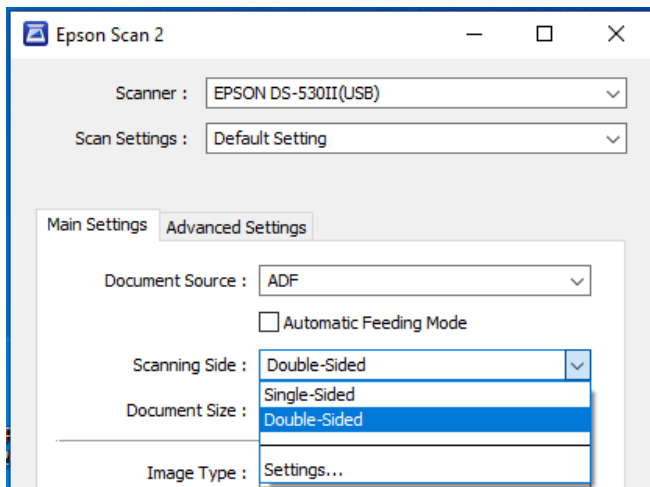 Epson Scan 2
Scanner : EPSON DS-530II(USB)
Scan Settings : Default Setting
Main Settings Advanced Settings
Document Source : ADF
Automatic Feeding Mode
Scanning Side : Double-Sided
Single-Sided
Document Size : Double-Sided
Image Type : Settings...